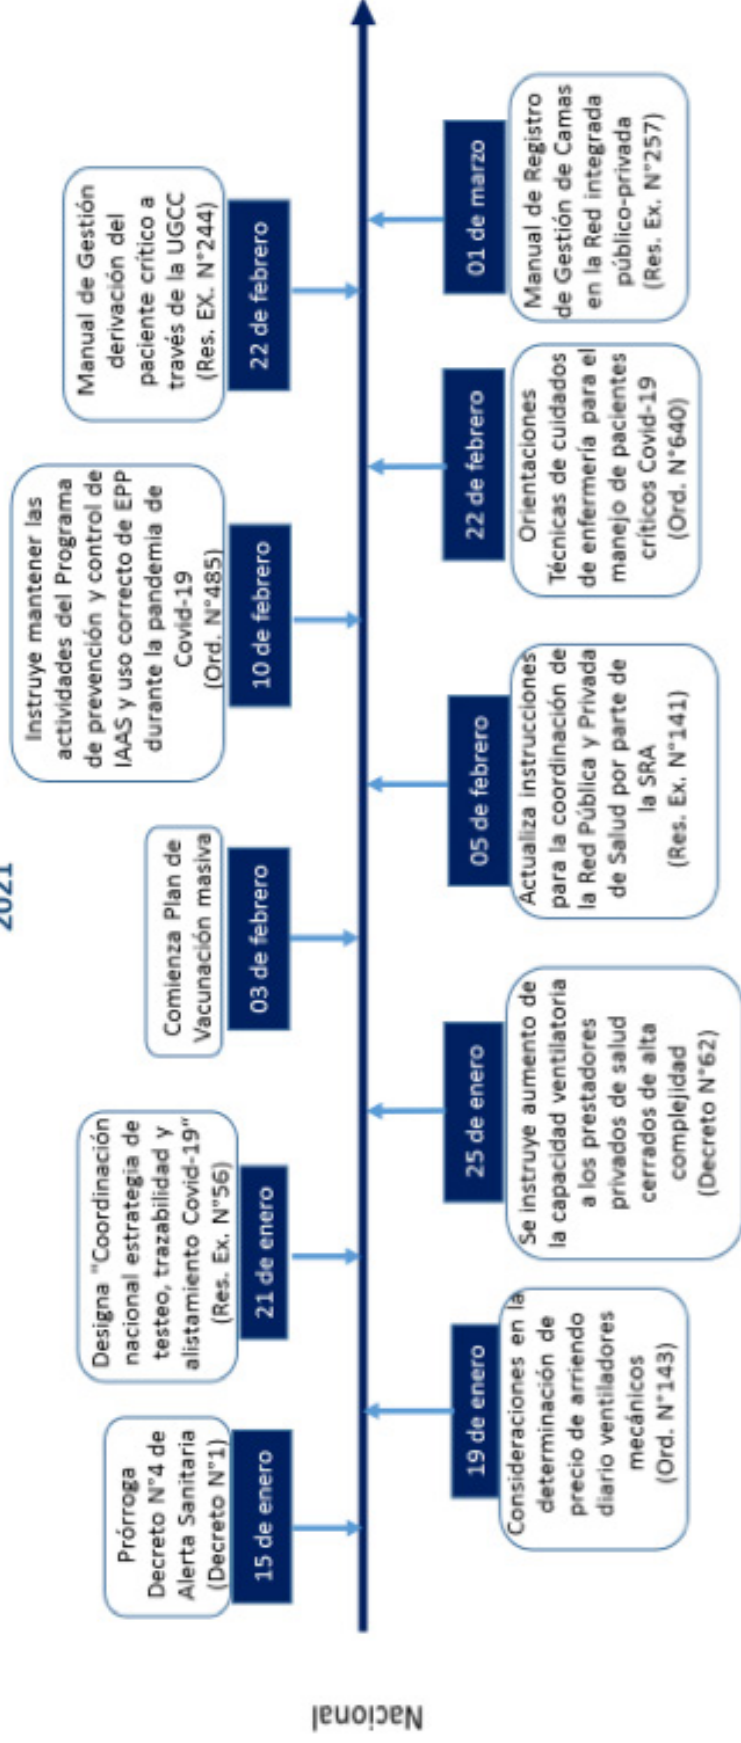 2021
Nacional
Prórroga
Decreto N°4 de
Alerta Sanitaria
(Decreto N°1)
15 de enero
19 de enero
Consideraciones en la
determinación de
precio de arriendo
diario ventiladores
mecánicos
(Ord. N°143)
Designa "Coordinación
nacional estrategia de
testeo, trazabilidad y
alistamiento Covid-19"
(Res. Ex. N°56)
21 de enero
25 de enero
Se instruye aumento de
la capacidad ventilatoria
a los prestadores
privados de salud
cerrados de alta
complejidad
(Decreto N°62)
Comienza Plan de
Vacunación masiva
03 de febrero
05 de febrero
Actualiza instrucciones
para la coordinación de
la Red Pública y Privada
de Salud por parte de
la SRA
(Res. Ex. N°141)
Instruye mantener las
actividades del Programa
de prevención y control de
IAAS y uso correcto de EPP
durante la pandemia de
Covid-19
(Ord. N°485)
10 de febrero
22 de febrero
Orientaciones
Técnicas de cuidados
de enfermería para el
manejo de pacientes
críticos Covid-19
(Ord. N°640)
Manual de Gestión
derivación del
paciente crítico a
través de la UGCC
(Res. EX. N°244)
22 de febrero
01 de marzo
Manual de Registro
de Gestión de Camas
en la Red integrada
público-privada
(Res. Ex. N°257)